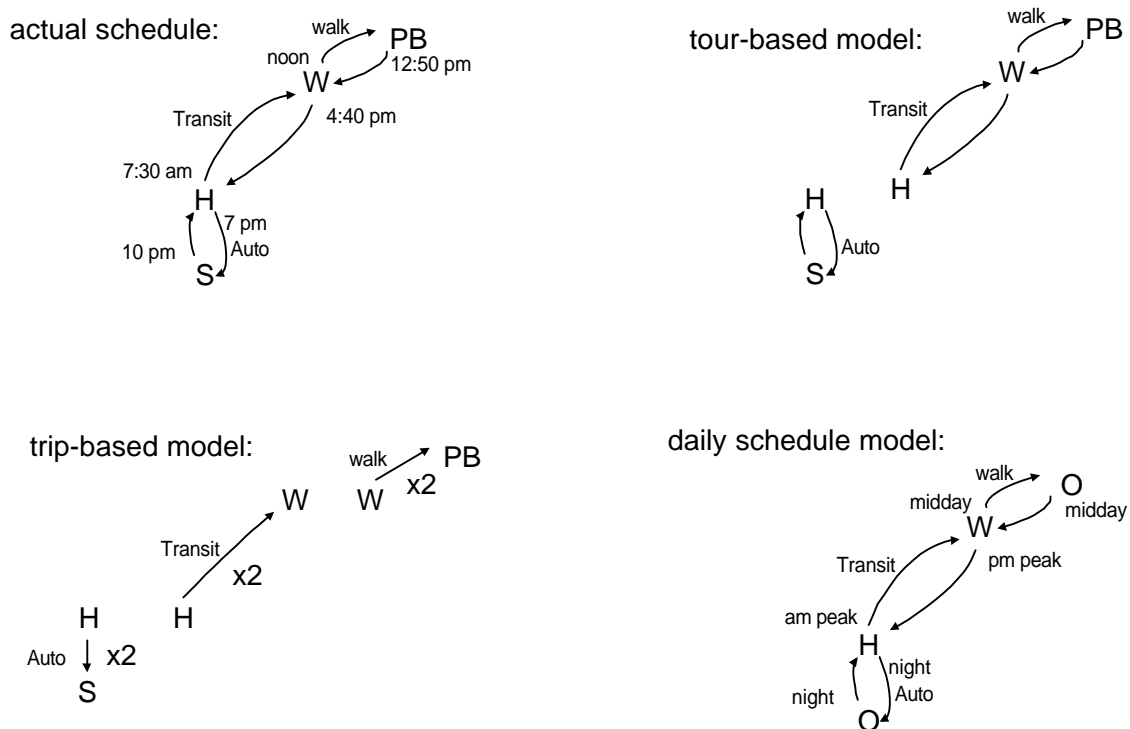 actual schedule:
walk
PB
noon
12:50 pm
W
Transit
4:40 pm
7:30 am
H
7 pm
10 pm
Auto
S
tour-based model:
walk
PB
W
Transit
H
H
Auto
S
trip-based model:
walk
PB
W
W
x2
Transit
x2
H
H
Auto
x2
S
daily schedule model:
walk
O
midday
W
midday
Transit
pm peak
am peak
H
night
night
Auto
O